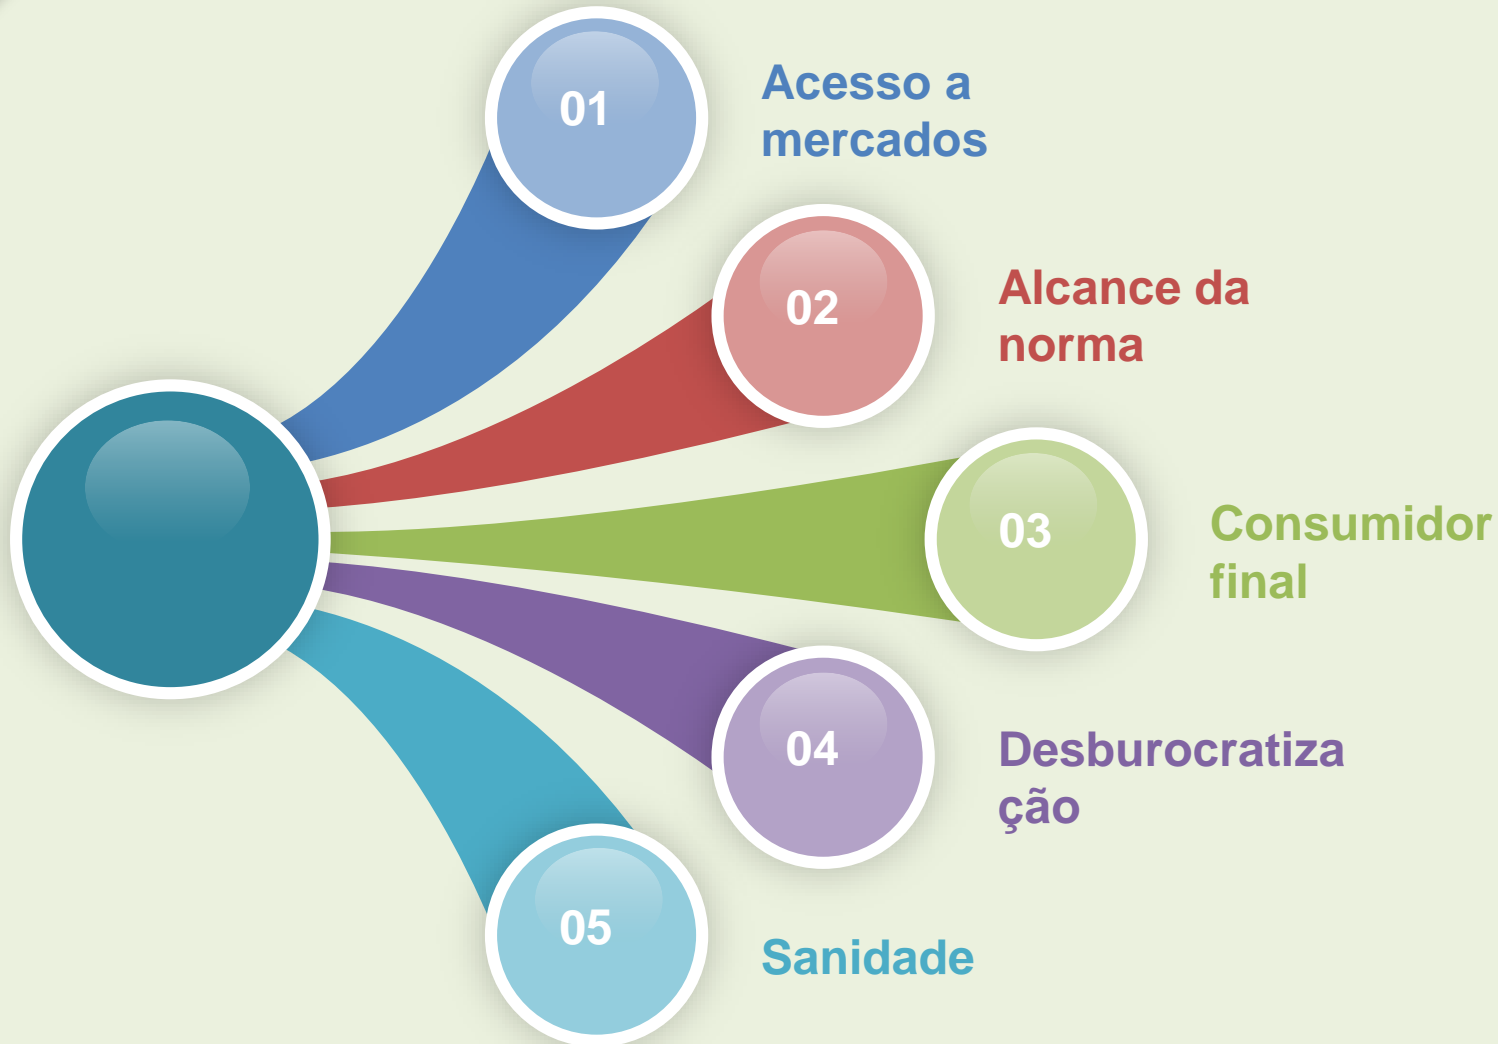 01
Acesso a
mercados
02
Alcance da
norma
03
Consumidor
final
04
Desburocratiza
ção
05
Sanidade